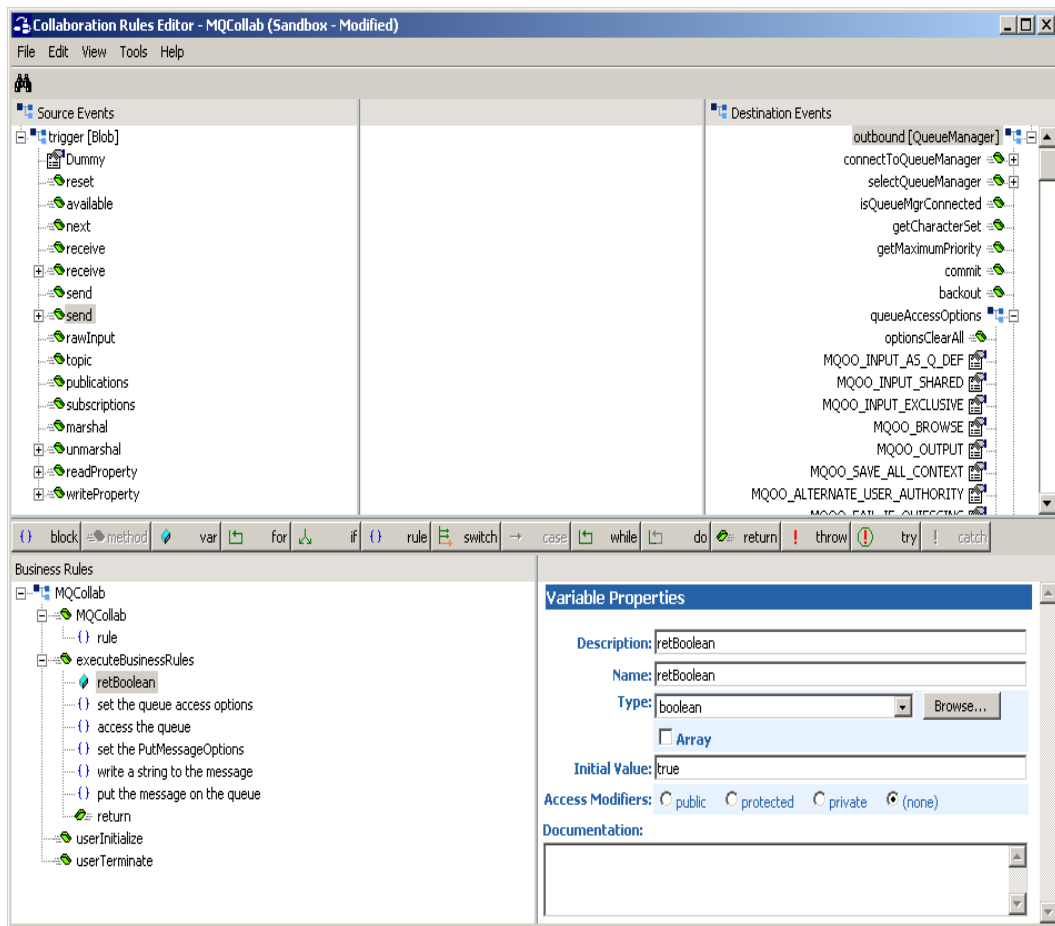 Collaboration Rules Editor - MQCollab (Sandbox - Modified)
File Edit View Tools Help
Source Events
trigger [Blob]
Dummy
reset
available
next
receive
receive
send
send
rawInput
topic
publications
subscriptions
marshal
unmarshal
readProperty
writeProperty
Destination Events
outbound [QueueManager]
connectToQueueManager
selectQueueManager
isQueueMgrConnected
getCharacterSet
getMaximumPriority
commit
backout
queueAccessOptions
optionsClearAll
MQOO_INPUT_AS_Q_DEF
MQOO_INPUT_SHARED
MQOO_INPUT_EXCLUSIVE
MQOO_BROWSE
MQOO_OUTPUT
MQOO_SAVE_ALL_CONTEXT
MQOO_ALTERNATE_USER_AUTHORITY
MQOO_FAIL_IF_QUIESCING
{} block method var for if {} rule switch case while do return throw try catch
Business Rules
MQCollab
MQCollab
{} rule
executeBusinessRules
retBoolean
{} set the queue access options
{} access the queue
{} set the PutMessageOptions
{} write a string to the message
{} put the message on the queue
return
userInitialize
userTerminate
Variable Properties
Description: retBoolean
Name: retBoolean
Type: boolean Browse...
Array
Initial Value: true
Access Modifiers: public protected private (none)
Documentation: